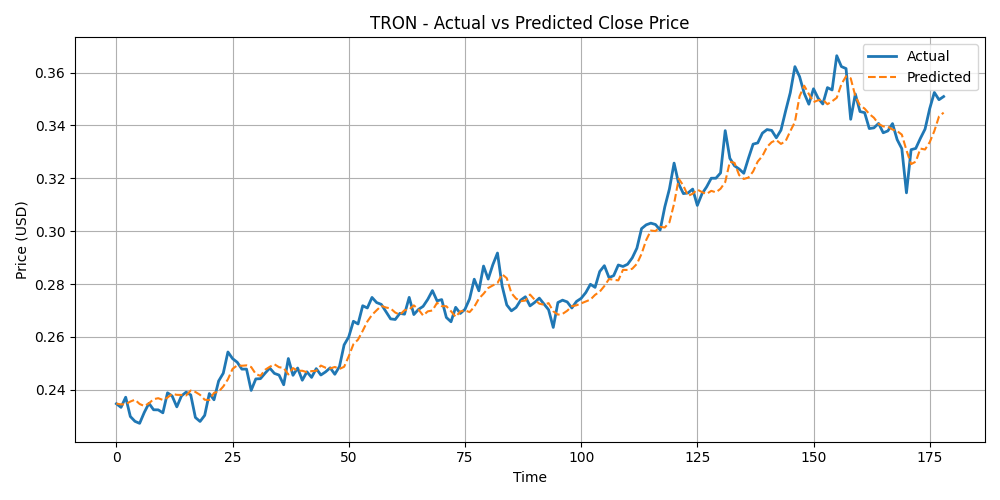 TRON - Actual vs Predicted Close Price
Actual
Predicted
Price (USD)
0.36
0.34
0.32
0.30
0.28
0.26
0.24
0 25 50 75 100 125 150 175
Time